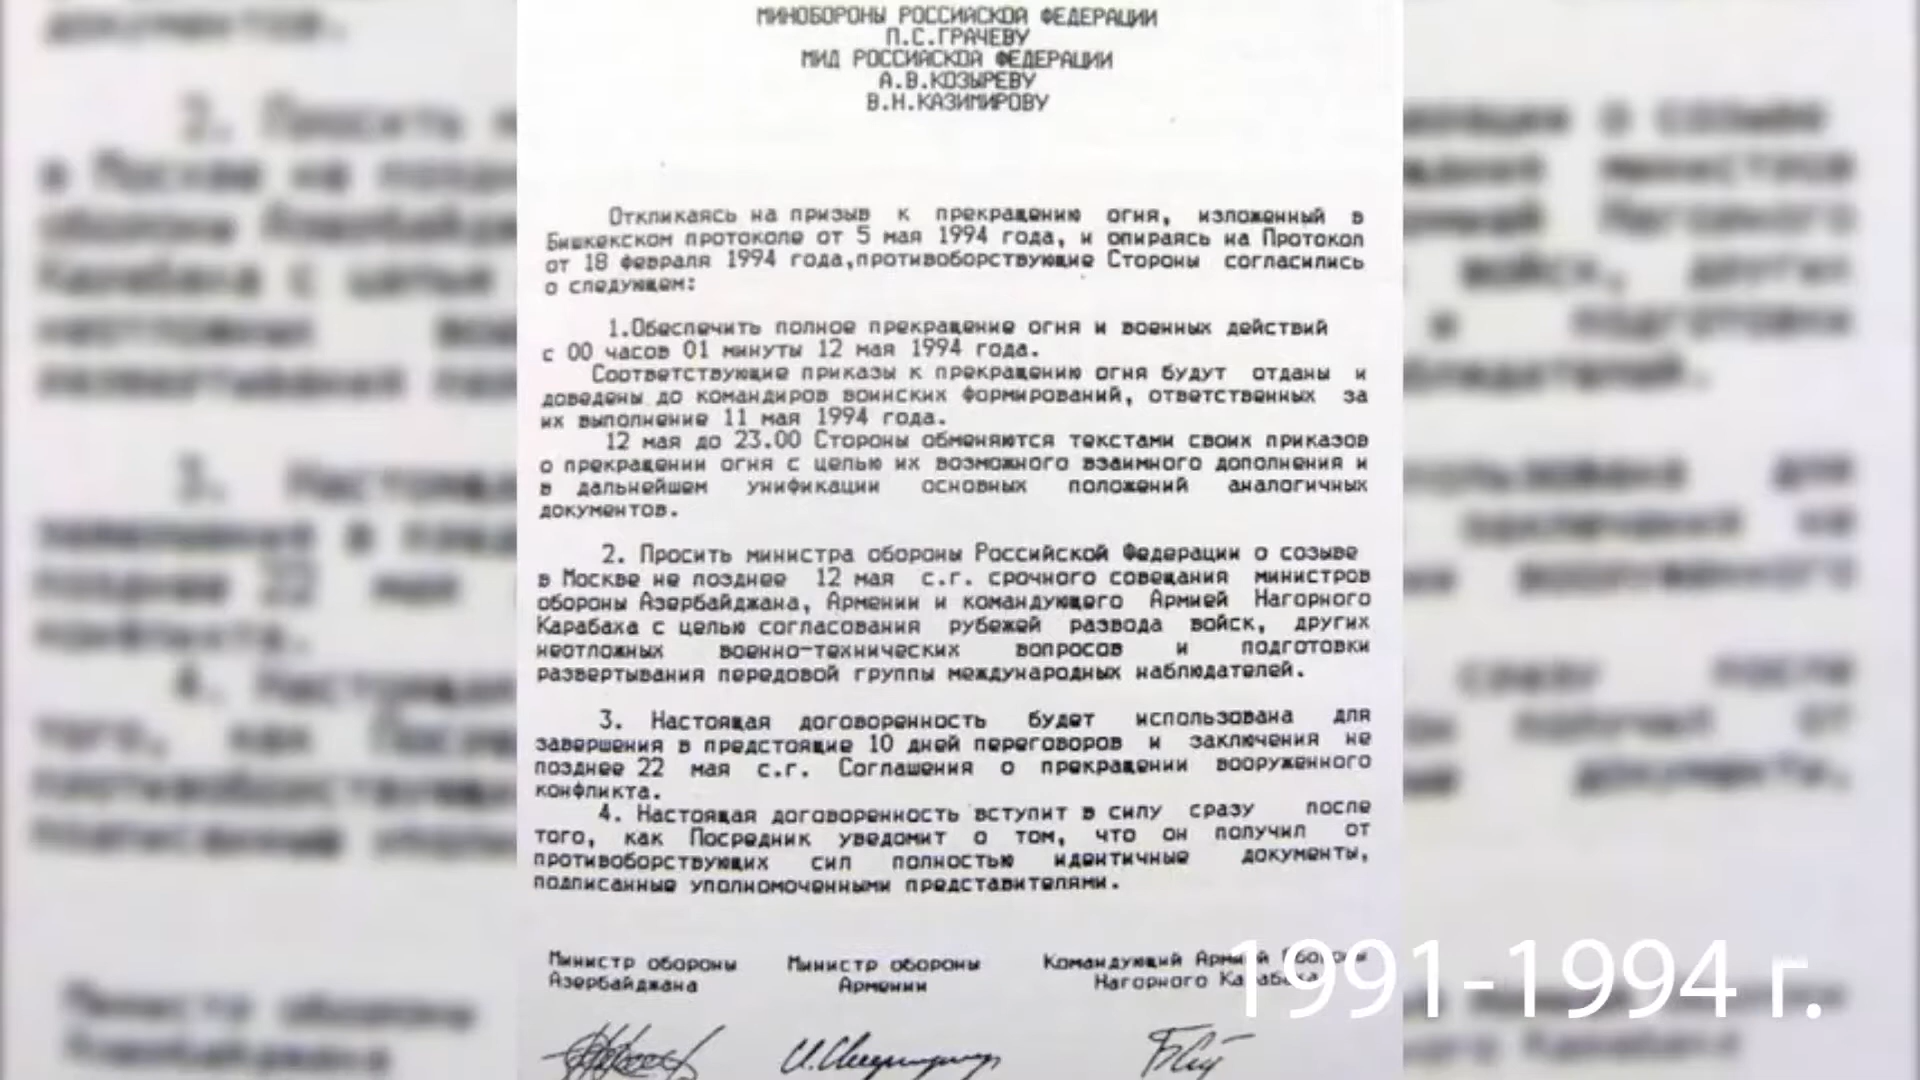 МИНОБОРОНЫ РОССИЙСКОЙ ФЕДЕРАЦИИ
П.С.ГРАЧЕВУ
МИД РОССИЙСКОЙ ФЕДЕРАЦИИ
А.В.КОЗЫРЕВУ
В.Н.КАЗИМИРОВУ
Откликаясь на призыв к прекращению огня, изложенный в
Бишкекском протоколе от 5 мая 1994 года, и опираясь на Протокол
от 18 февраля 1994 года,противоборствующие Стороны согласились
о следующем:
1.Обеспечить полное прекращение огня и военных действий
с 00 часов 01 минуты 12 мая 1994 года.
Соответствующие приказы к прекращению огня будут отданы и
доведены до командиров воинских формирований, ответственных за
их выполнение 11 мая 1994 года.
12 мая до 23.00 Стороны обменяются текстами своих приказов
о прекращении огня с целью их возможного взаимного дополнения и
в дальнейшем унификации основных положений аналогичных
документов.
2. Просить министра обороны Российской Федерации о созыве
в Москве не позднее 12 мая с.г. срочного совещания министров
обороны Азербайджана, Армении и командующего Армией Нагорного
Карабаха с целью согласования рубежей развода войск, других
неотложных военно-технических вопросов и подготовки
развертывания передовой группы международных наблюдателей.
3. Настоящая договоренность будет использована для
завершения в предстоящие 10 дней переговоров и заключения не
позднее 22 мая с.г. Соглашения о прекращении вооруженного
конфликта.
4. Настоящая договоренность вступит в силу сразу после
того, как Посредник уведомит о том, что он получил от
противоборствующих сил полностью идентичные документы,
подписанные уполномоченными представителями.
Министр обороны
Азербайджана
Министр обороны
Армении
Командующий Армией Обороны
Нагорного Карабаха
1991-1994 г.